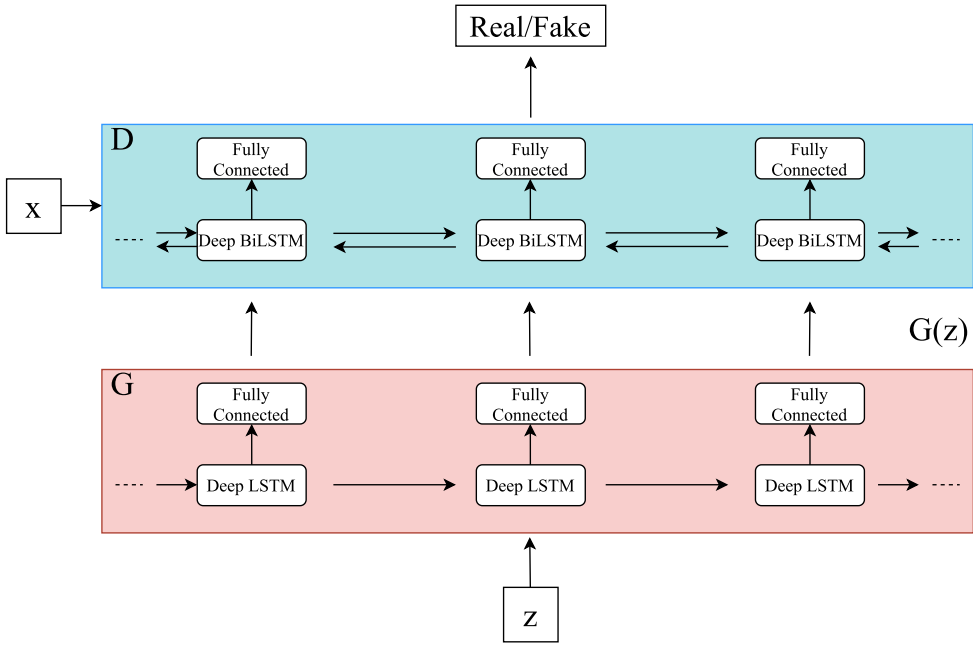 Real/Fake
D
Fully
Connected
Fully
Connected
Fully
Connected
x
Deep BiLSTM
Deep BiLSTM
Deep BiLSTM
G(z)
G
Fully
Connected
Fully
Connected
Fully
Connected
Deep LSTM
Deep LSTM
Deep LSTM
z